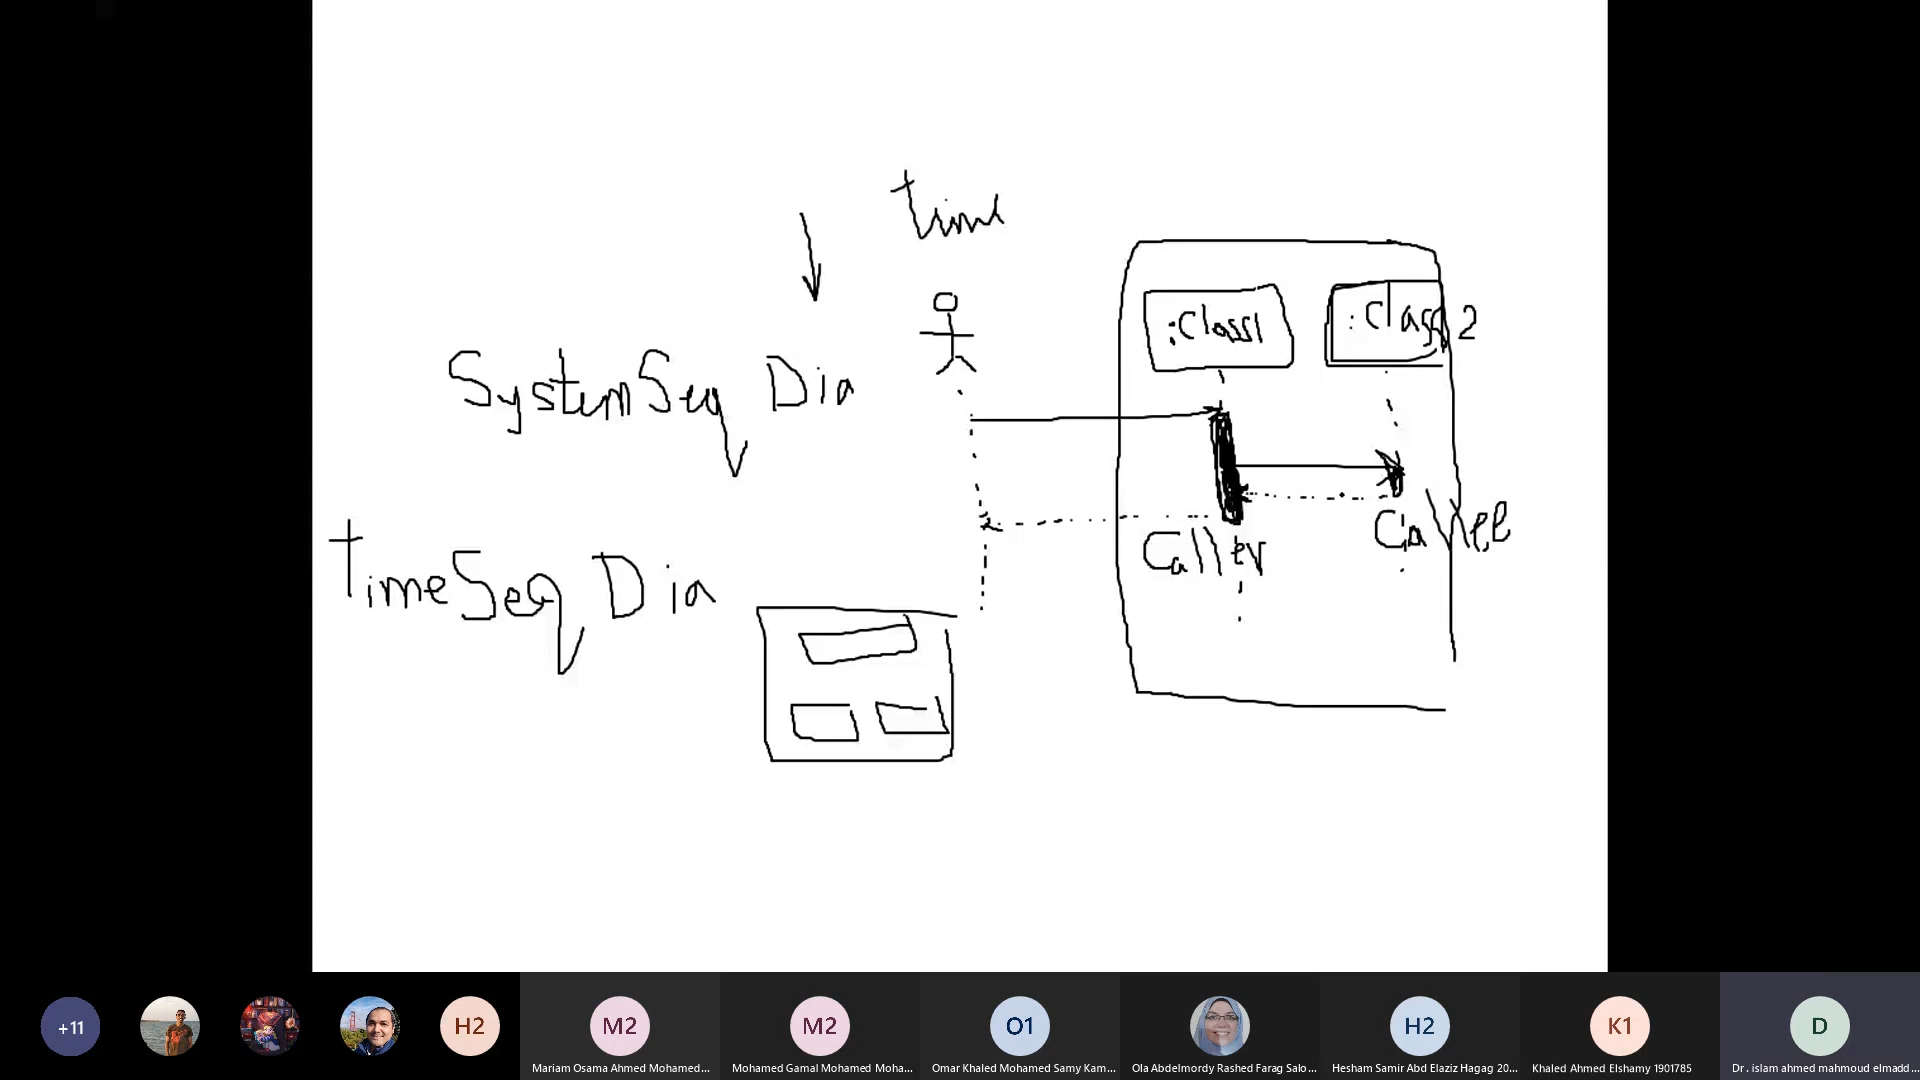 time
:Class1
:Class 2
SystemSeq Dia
Caller
Callee
timeSeq Dia
+11
H2
M2
M2
O1
H2
K1
D
Mariam Osama Ahmed Mohamed...
Mohamed Gamal Mohamed Moha...
Omar Khaled Mohamed Samy Kam...
Ola Abdelmordy Rashed Farag Salo...
Hesham Samir Abd Elaziz Hagag 20...
Khaled Ahmed Elshamy 1901785
Dr . islam ahmed mahmoud elmadd...